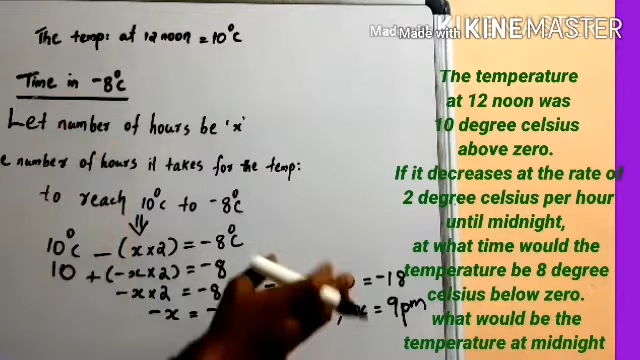 The temp: at 12 noon = 10°C
Time in -8°C
Let number of hours be 'x'
number of hours it takes for the temp:
to reach 10°C to -8°C
10°C - (x×2) = -8°C
10 + (-x×2) = -8
-x×2 = -8
-x =
= -18
= 9pm
Made with KINEMASTER
The temperature
at 12 noon was
10 degree celsius
above zero.
If it decreases at the rate of
2 degree celsius per hour
until midnight,
at what time would the
temperature be 8 degree
celsius below zero.
what would be the
temperature at midnight